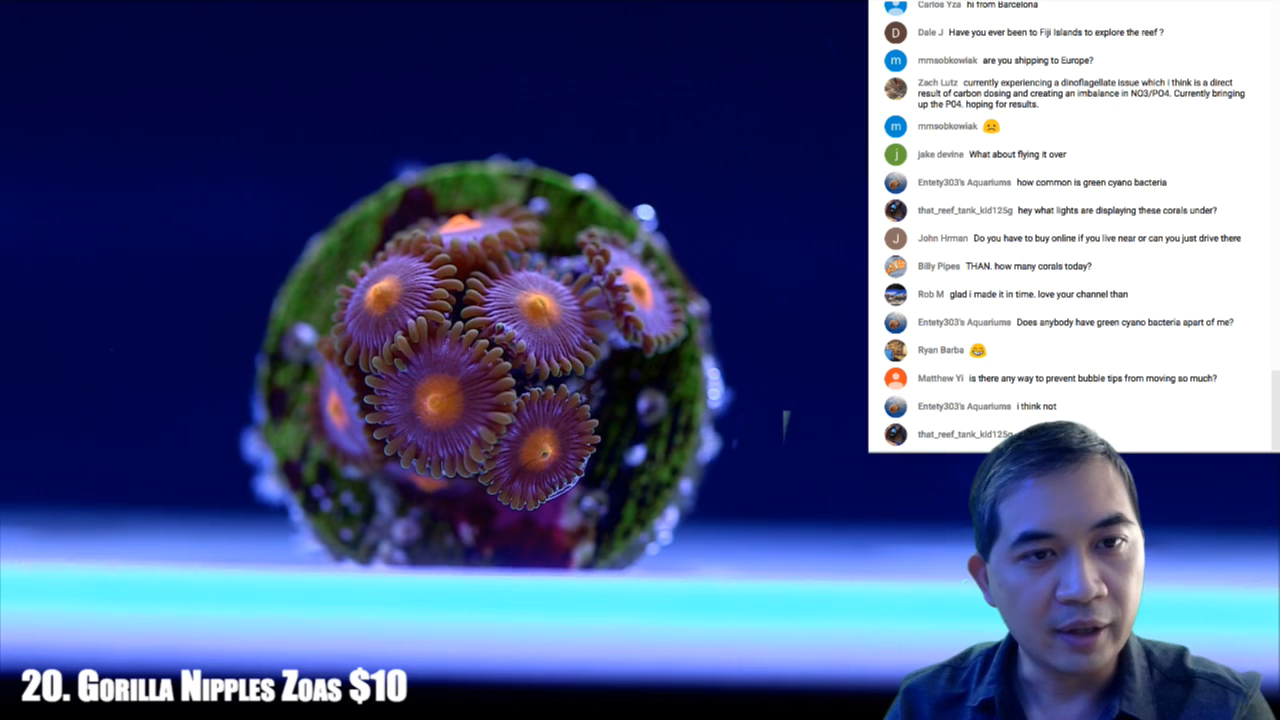 Carlos Yza hi from Barcelona
D Dale J Have you ever been to Fiji Islands to explore the reef ?
m mmsobkowiak are you shipping to Europe?
Zach Lutz currently experiencing a dinoflagellate issue which i think is a direct
result of carbon dosing and creating an imbalance in NO3/PO4. Currently bringing
up the P04. hoping for results.
m mmsobkowiak
j jake devine What about flying it over
Entety303's Aquariums how common is green cyano bacteria
that_reef_tank_kid125g hey what lights are displaying these corals under?
J John Hrman Do you have to buy online if you live near or can you just drive there
Billy Pipes THAN. how many corals today?
Rob M glad i made it in time. love your channel than
Entety303's Aquariums Does anybody have green cyano bacteria apart of me?
Ryan Barba
Matthew Yi is there any way to prevent bubble tips from moving so much?
Entety303's Aquariums i think not
that_reef_tank_kid125g
20. Gorilla Nipples Zoas $10